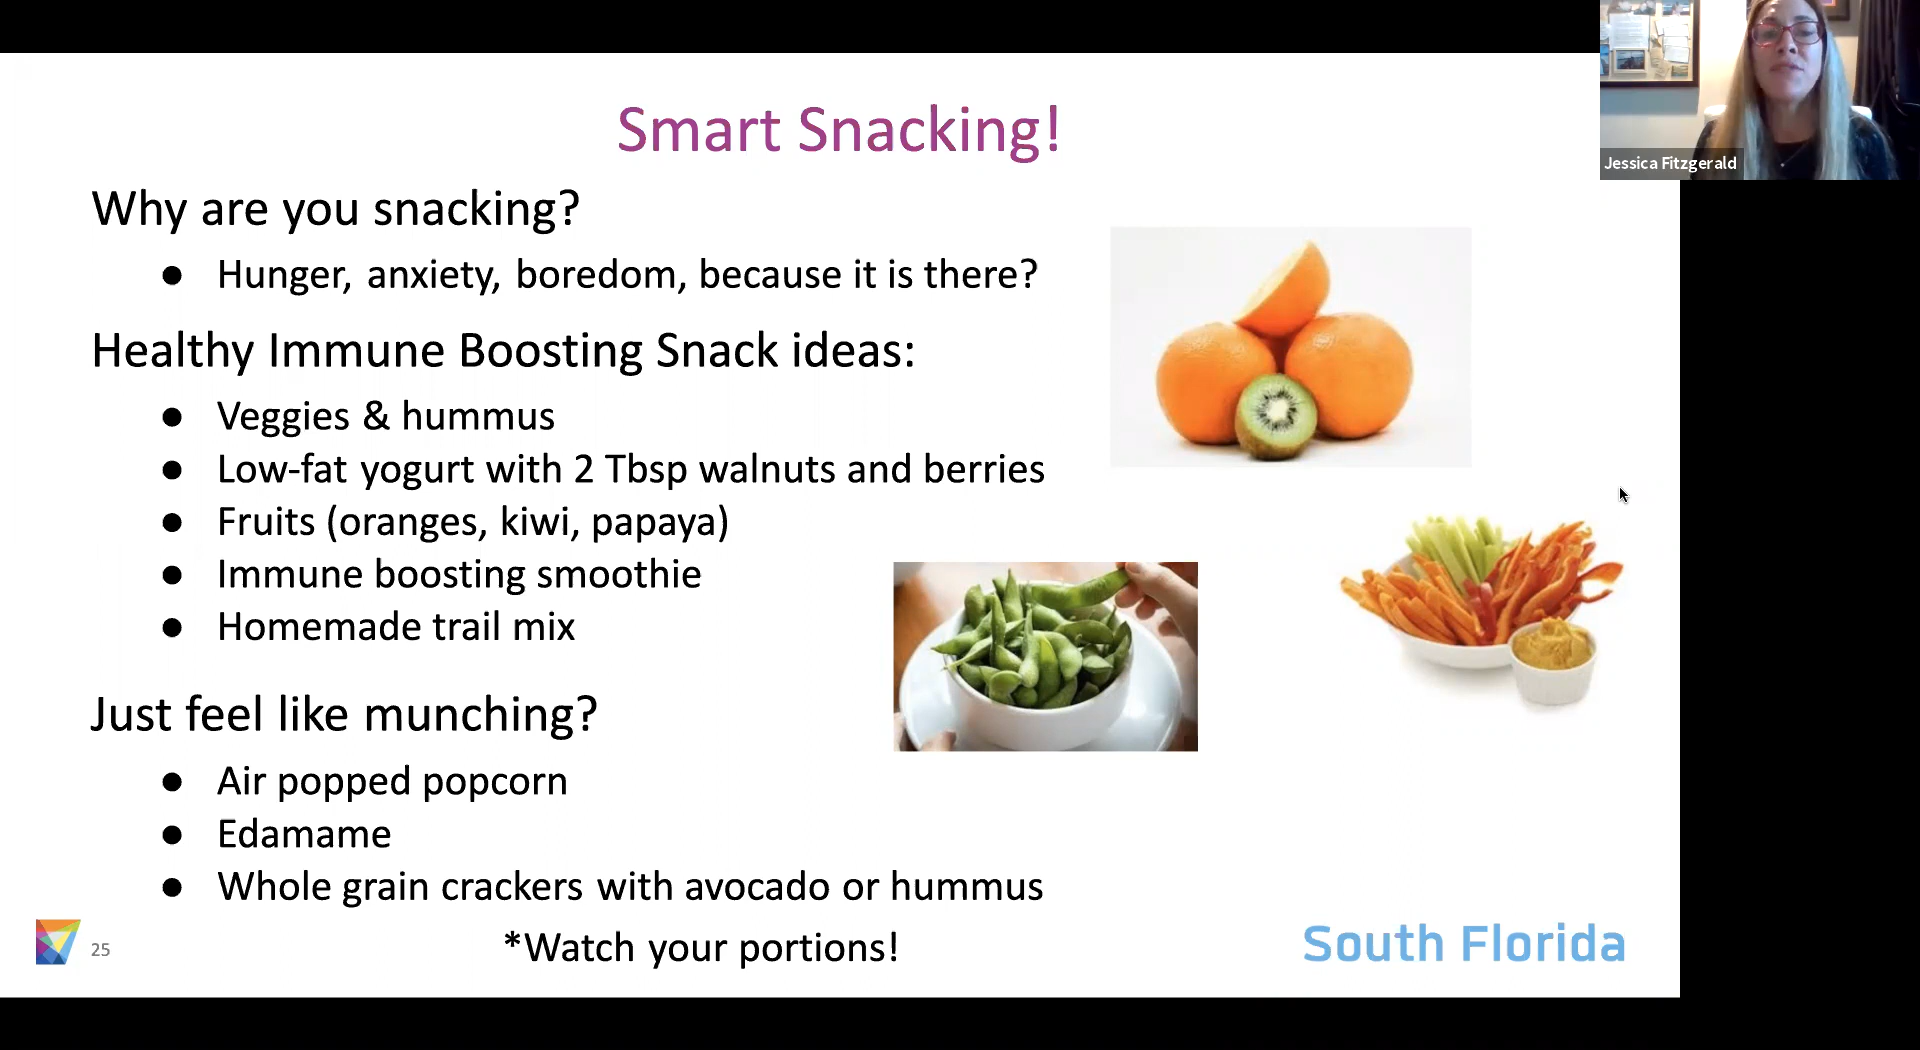 Smart Snacking!
Jessica Fitzgerald
Why are you snacking?
● Hunger, anxiety, boredom, because it is there?
Healthy Immune Boosting Snack ideas:
● Veggies & hummus
● Low-fat yogurt with 2 Tbsp walnuts and berries
● Fruits (oranges, kiwi, papaya)
● Immune boosting smoothie
● Homemade trail mix
Just feel like munching?
● Air popped popcorn
● Edamame
● Whole grain crackers with avocado or hummus
*Watch your portions!
25
South Florida